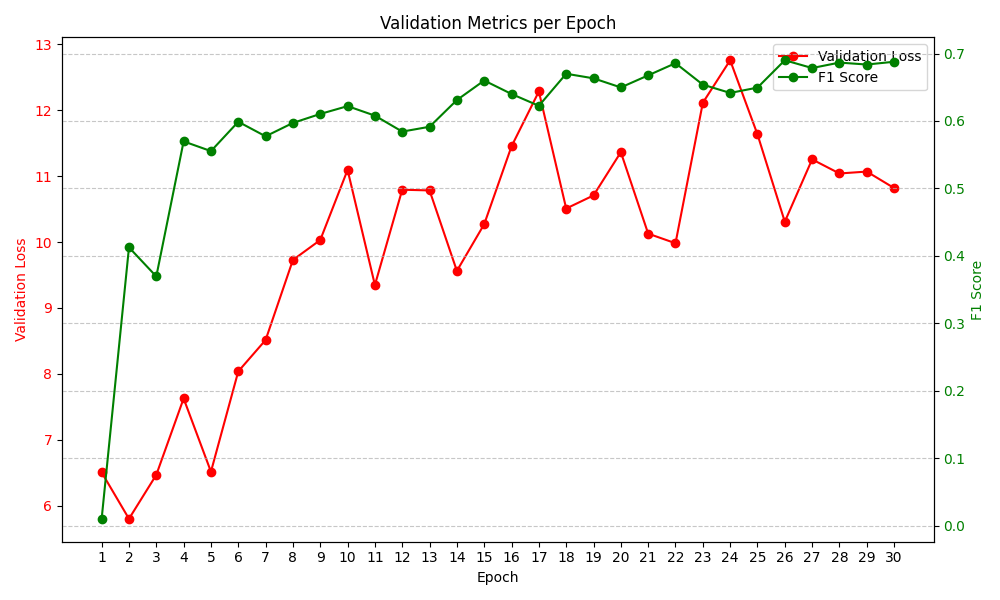 Validation Metrics per Epoch
Validation Loss
F1 Score
13
12
11
10
9
8
7
6
Validation Loss
0.7
0.6
0.5
0.4
0.3
0.2
0.1
0.0
F1 Score
1 2 3 4 5 6 7 8 9 10 11 12 13 14 15 16 17 18 19 20 21 22 23 24 25 26 27 28 29 30
Epoch